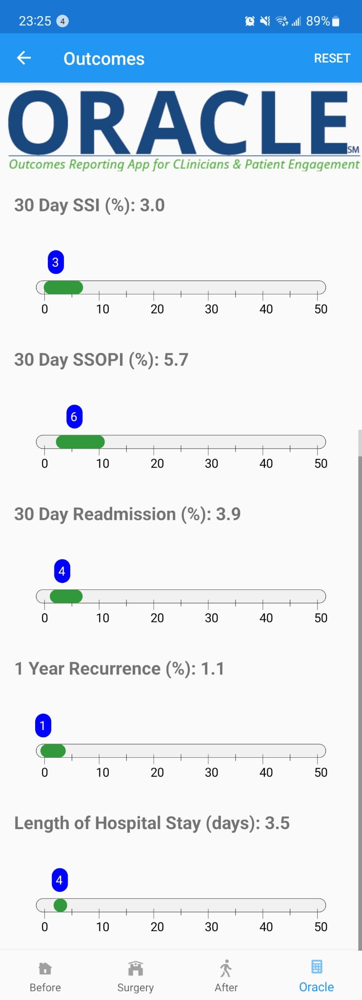 23:25 4 89%
Outcomes RESET
ORACLE SM
Outcomes Reporting App for CLinicians & Patient Engagement
30 Day SSI (%): 3.0
3
0 10 20 30 40 50
30 Day SSOPI (%): 5.7
6
0 10 20 30 40 50
30 Day Readmission (%): 3.9
4
0 10 20 30 40 50
1 Year Recurrence (%): 1.1
1
0 10 20 30 40 50
Length of Hospital Stay (days): 3.5
4
0 10 20 30 40 50
Before Surgery After Oracle